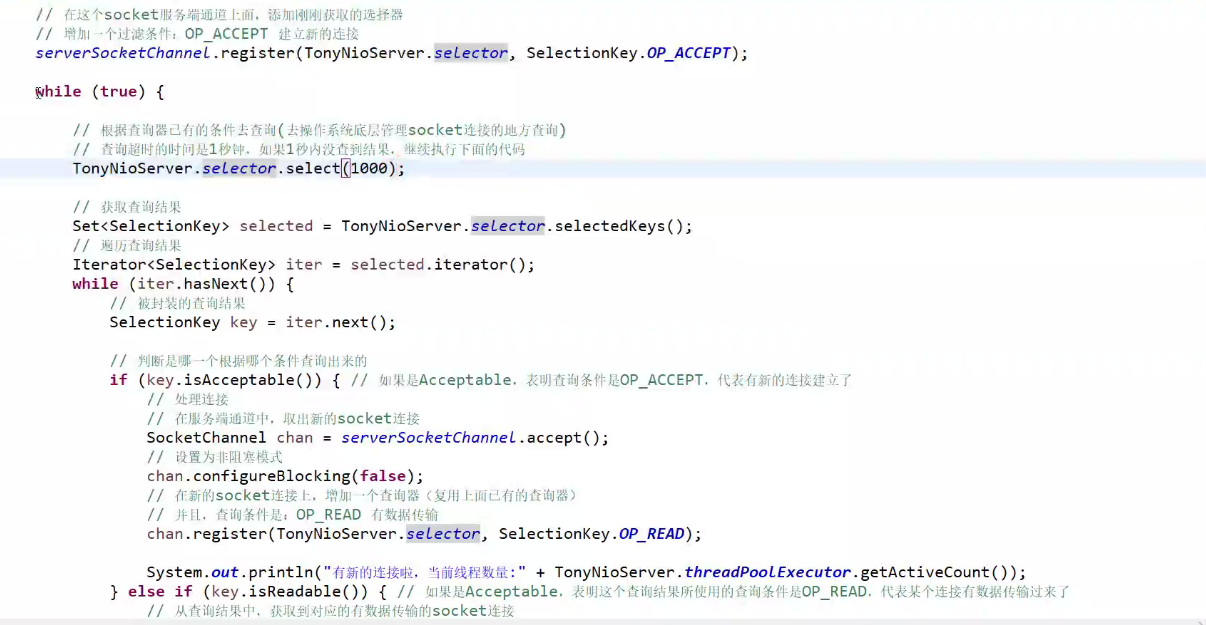 // 在这个socket服务端通道上面，添加刚刚获取的选择器
// 增加一个过滤条件：OP_ACCEPT 建立新的连接
serverSocketChannel.register(TonyNioServer.selector, SelectionKey.OP_ACCEPT);
while (true) {
// 根据查询器已有的条件去查询(去操作系统底层管理socket连接的地方查询)
// 查询超时的时间是1秒钟，如果1秒内没查到结果，继续执行下面的代码
TonyNioServer.selector.select(1000);
// 获取查询结果
Set<SelectionKey> selected = TonyNioServer.selector.selectedKeys();
// 遍历查询结果
Iterator<SelectionKey> iter = selected.iterator();
while (iter.hasNext()) {
// 被封装的查询结果
SelectionKey key = iter.next();
// 判断是哪一个根据哪个条件查询出来的
if (key.isAcceptable()) { // 如果是Acceptable，表明查询条件是OP_ACCEPT，代表有新的连接建立了
// 处理连接
// 在服务端通道中，取出新的socket连接
SocketChannel chan = serverSocketChannel.accept();
// 设置为非阻塞模式
chan.configureBlocking(false);
// 在新的socket连接上，增加一个查询器（复用上面已有的查询器）
// 并且，查询条件是：OP_READ 有数据传输
chan.register(TonyNioServer.selector, SelectionKey.OP_READ);
System.out.println("有新的连接啦，当前线程数量:" + TonyNioServer.threadPoolExecutor.getActiveCount());
} else if (key.isReadable()) { // 如果是Acceptable，表明这个查询结果所使用的查询条件是OP_READ，代表某个连接有数据传输过来了
// 从查询结果中，获取到对应的有数据传输的socket连接